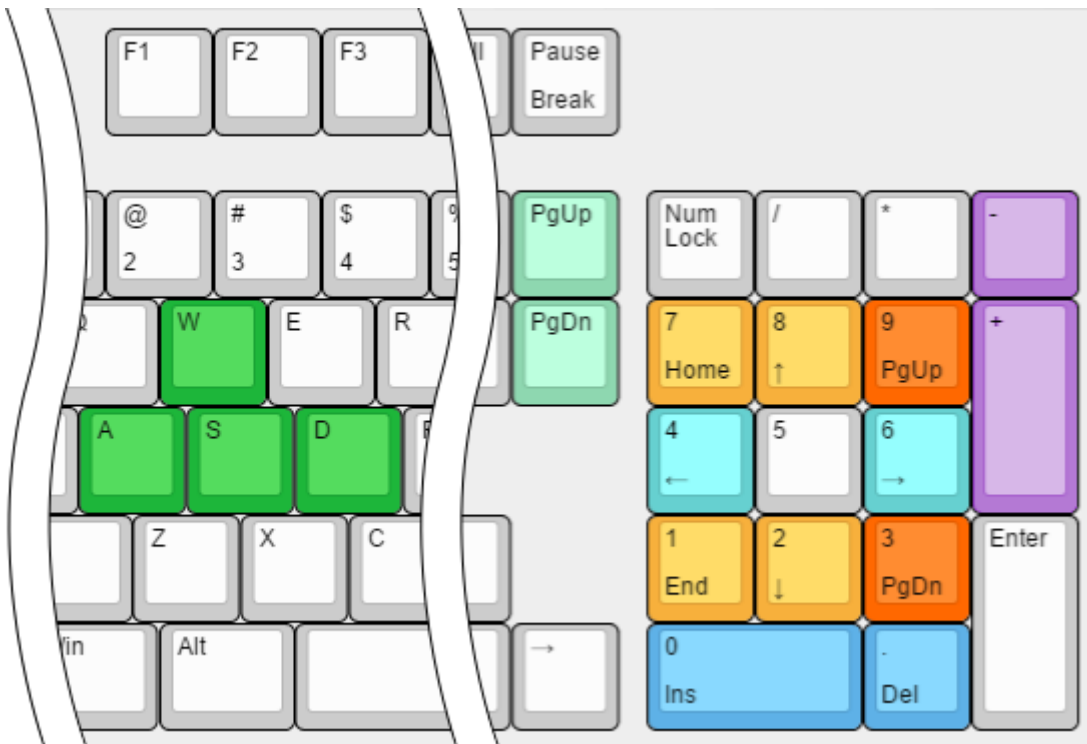 F1 F2 F3 Pause
Break
@ # $ PgUp Num / * -
Lock
2 3 4 5
W E R PgDn 7 8 9 +
Home ↑ PgUp
A S D 4 5 6
← →
Z X C 1 2 3 Enter
End ↓ PgDn
Alt → 0 .
Ins Del